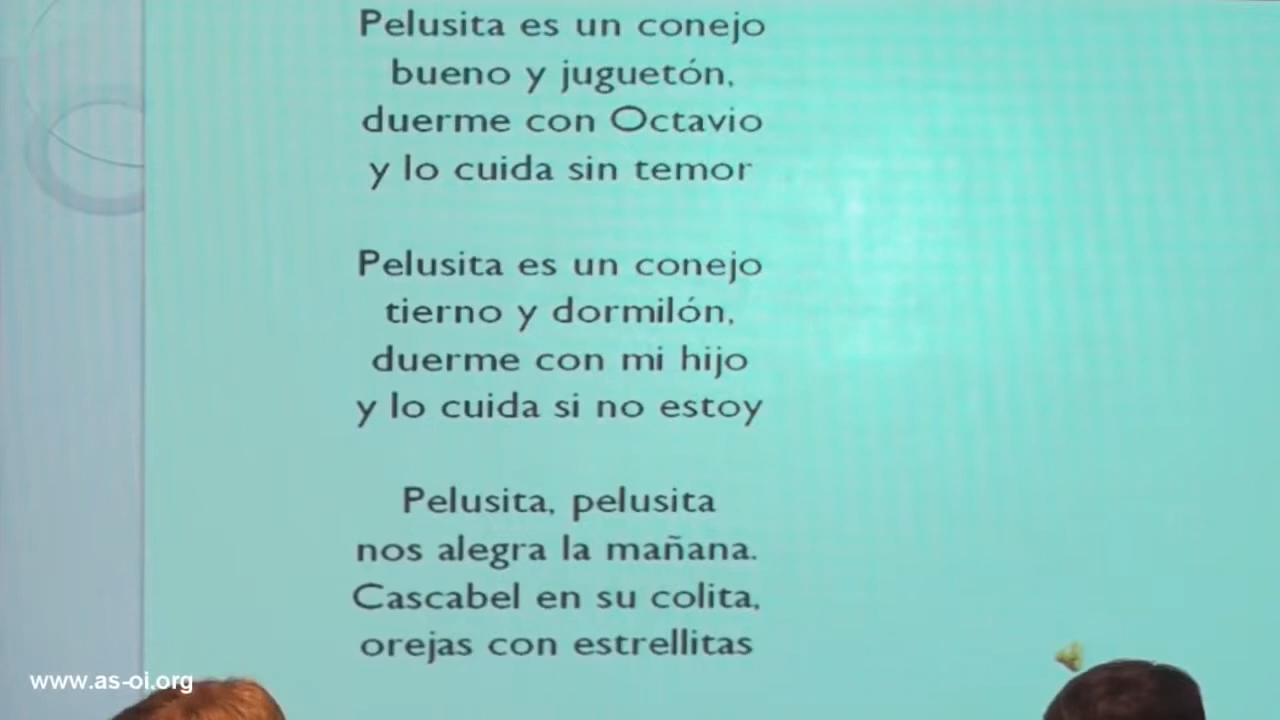 Pelusita es un conejo
bueno y juguetón,
duerme con Octavio
y lo cuida sin temor
Pelusita es un conejo
tierno y dormilón,
duerme con mi hijo
y lo cuida si no estoy
Pelusita, pelusita
nos alegra la mañana.
Cascabel en su colita,
orejas con estrellitas
www.as-oi.org